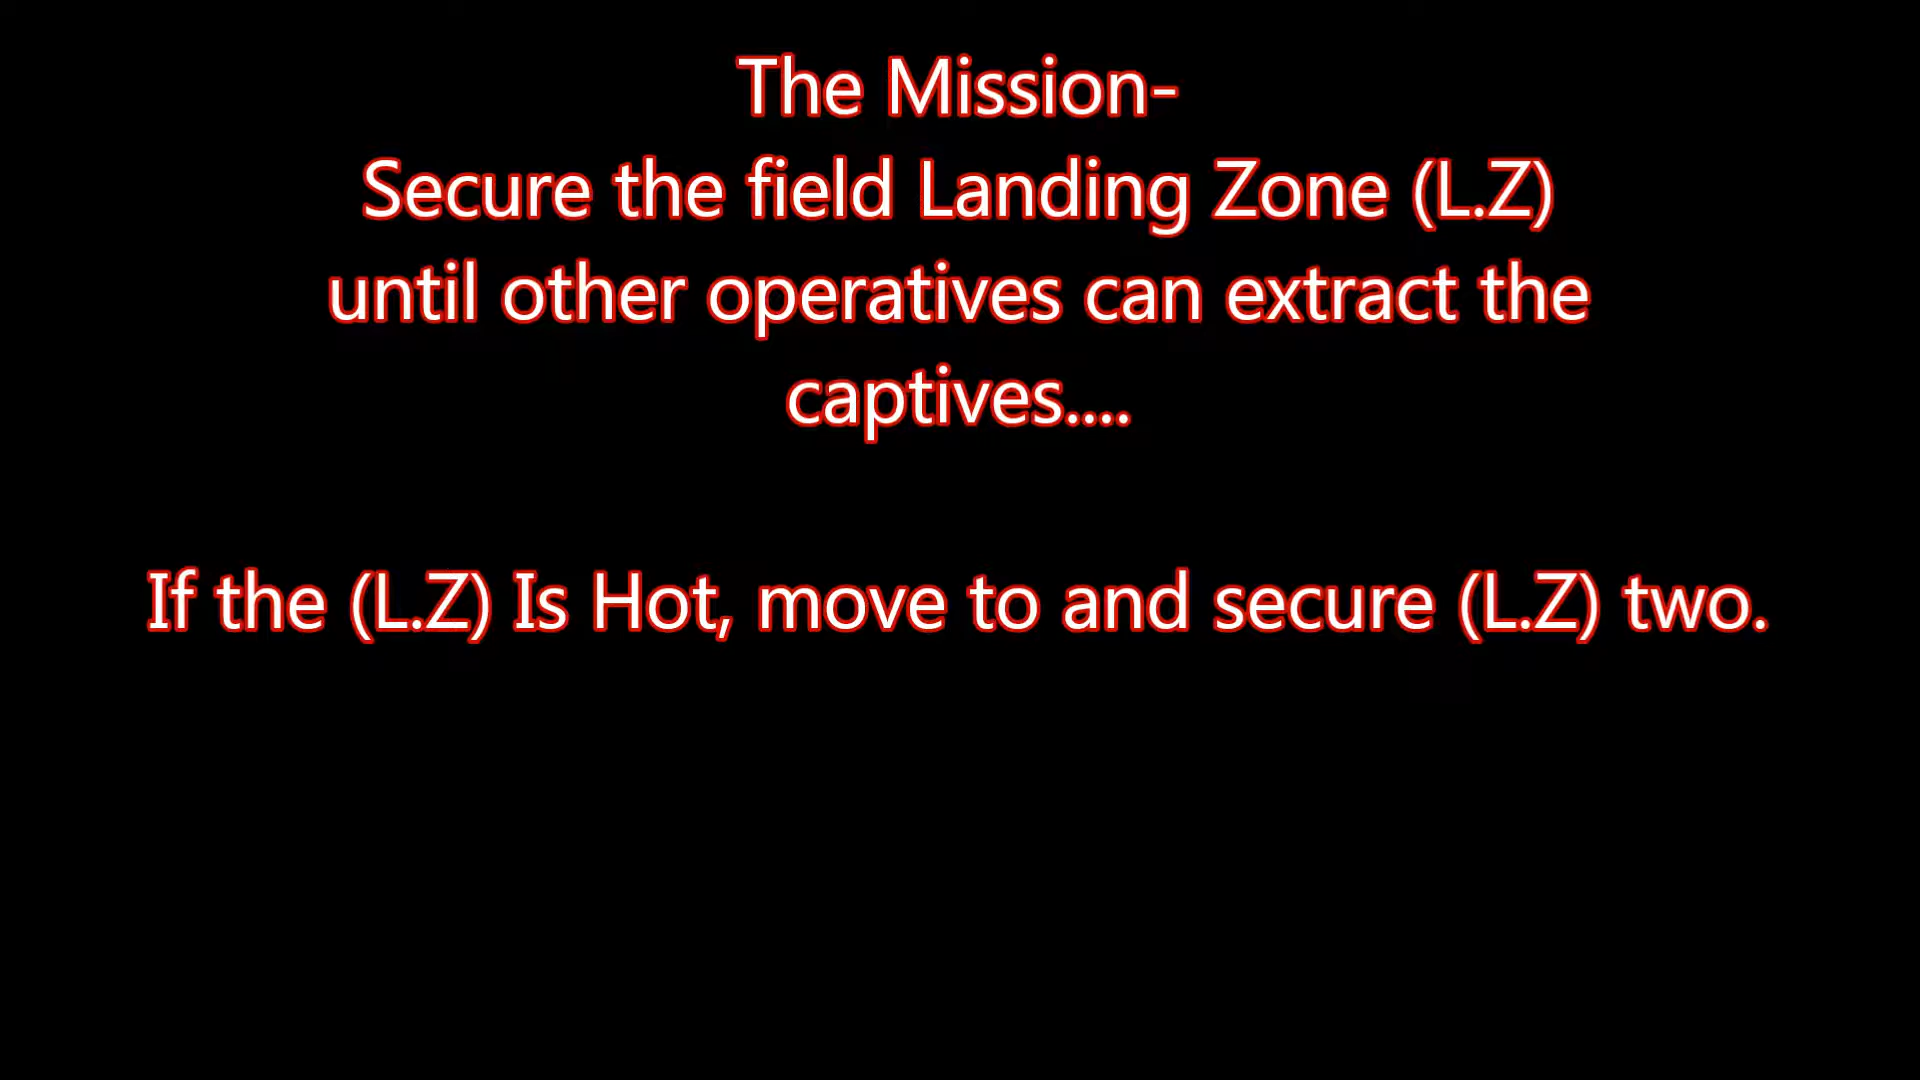 The Mission-
Secure the field Landing Zone (L.Z)
until other operatives can extract the
captives....
If the (L.Z) Is Hot, move to and secure (L.Z) two.